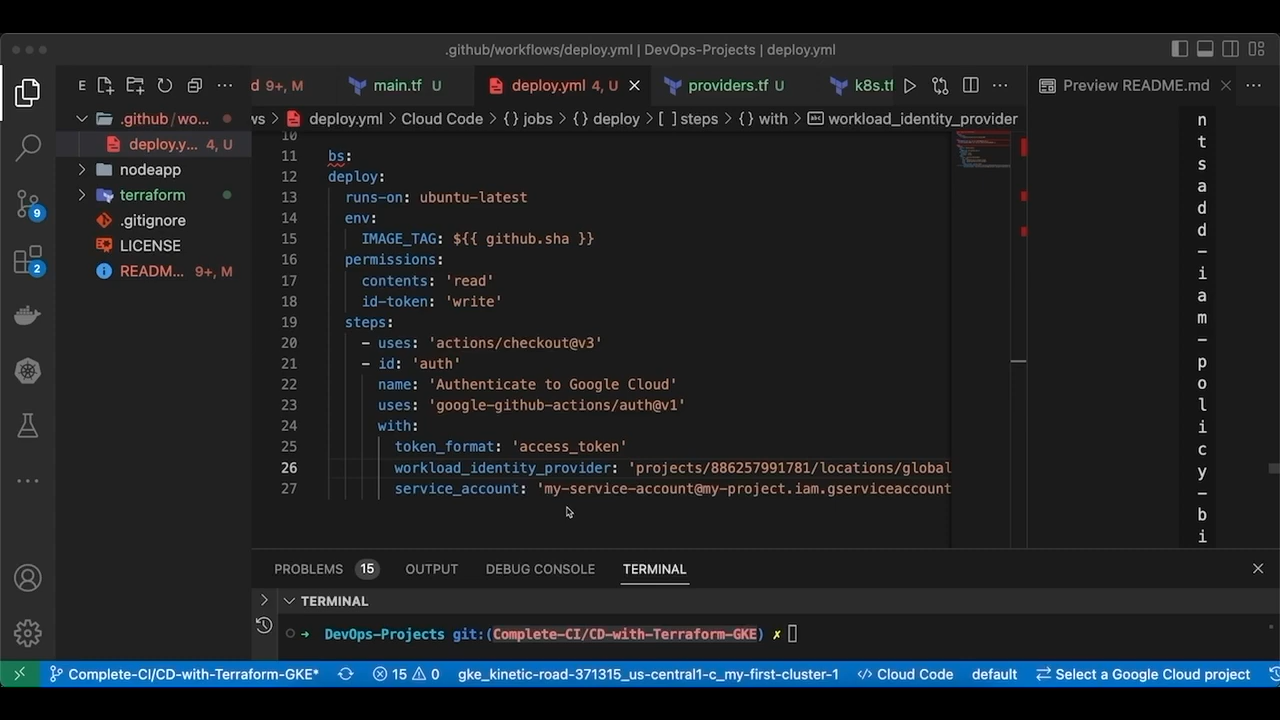 .github/workflows/deploy.yml | DevOps-Projects | deploy.yml
E
d 9+, M
main.tf U
deploy.yml 4, U
providers.tf U
k8s.tf
Preview README.md
.github/wo...
ws > deploy.yml > Cloud Code > {} jobs > {} deploy > [ ] steps > {} with > workload_identity_provider
deploy.y... 4, U
nodeapp
terraform
.gitignore
LICENSE
READM... 9+, M
9
2
10
11 bs:
12 deploy:
13 runs-on: ubuntu-latest
14 env:
15 IMAGE_TAG: ${{ github.sha }}
16 permissions:
17 contents: 'read'
18 id-token: 'write'
19 steps:
20 - uses: 'actions/checkout@v3'
21 - id: 'auth'
22 name: 'Authenticate to Google Cloud'
23 uses: 'google-github-actions/auth@v1'
24 with:
25 token_format: 'access_token'
26 workload_identity_provider: 'projects/886257991781/locations/global
27 service_account: 'my-service-account@my-project.iam.gserviceaccount
n
t
s
a
d
d
-
i
a
m
-
p
o
l
i
c
y
-
b
i
PROBLEMS 15 OUTPUT DEBUG CONSOLE TERMINAL
TERMINAL
DevOps-Projects git:(Complete-CI/CD-with-Terraform-GKE) ✗
Complete-CI/CD-with-Terraform-GKE* 15 0 gke_kinetic-road-371315_us-central1-c_my-first-cluster-1 Cloud Code default Select a Google Cloud project